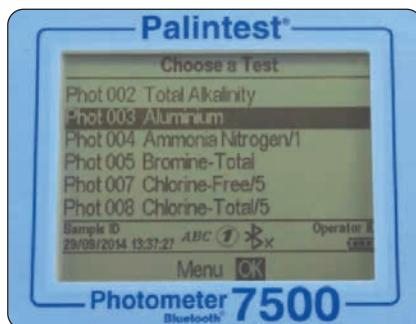 Palintest®
Choose a Test
Phot 002 Total Alkalinity
Phot 003 Aluminium
Phot 004 Ammonia Nitrogen/1
Phot 005 Bromine-Total
Phot 007 Chlorine-Free/5
Phot 008 Chlorine-Total/5
Sample ID Operator
29/09/2014 13:37:27 ABC 1 x
Menu OK
Photometer 7500
Bluetooth®